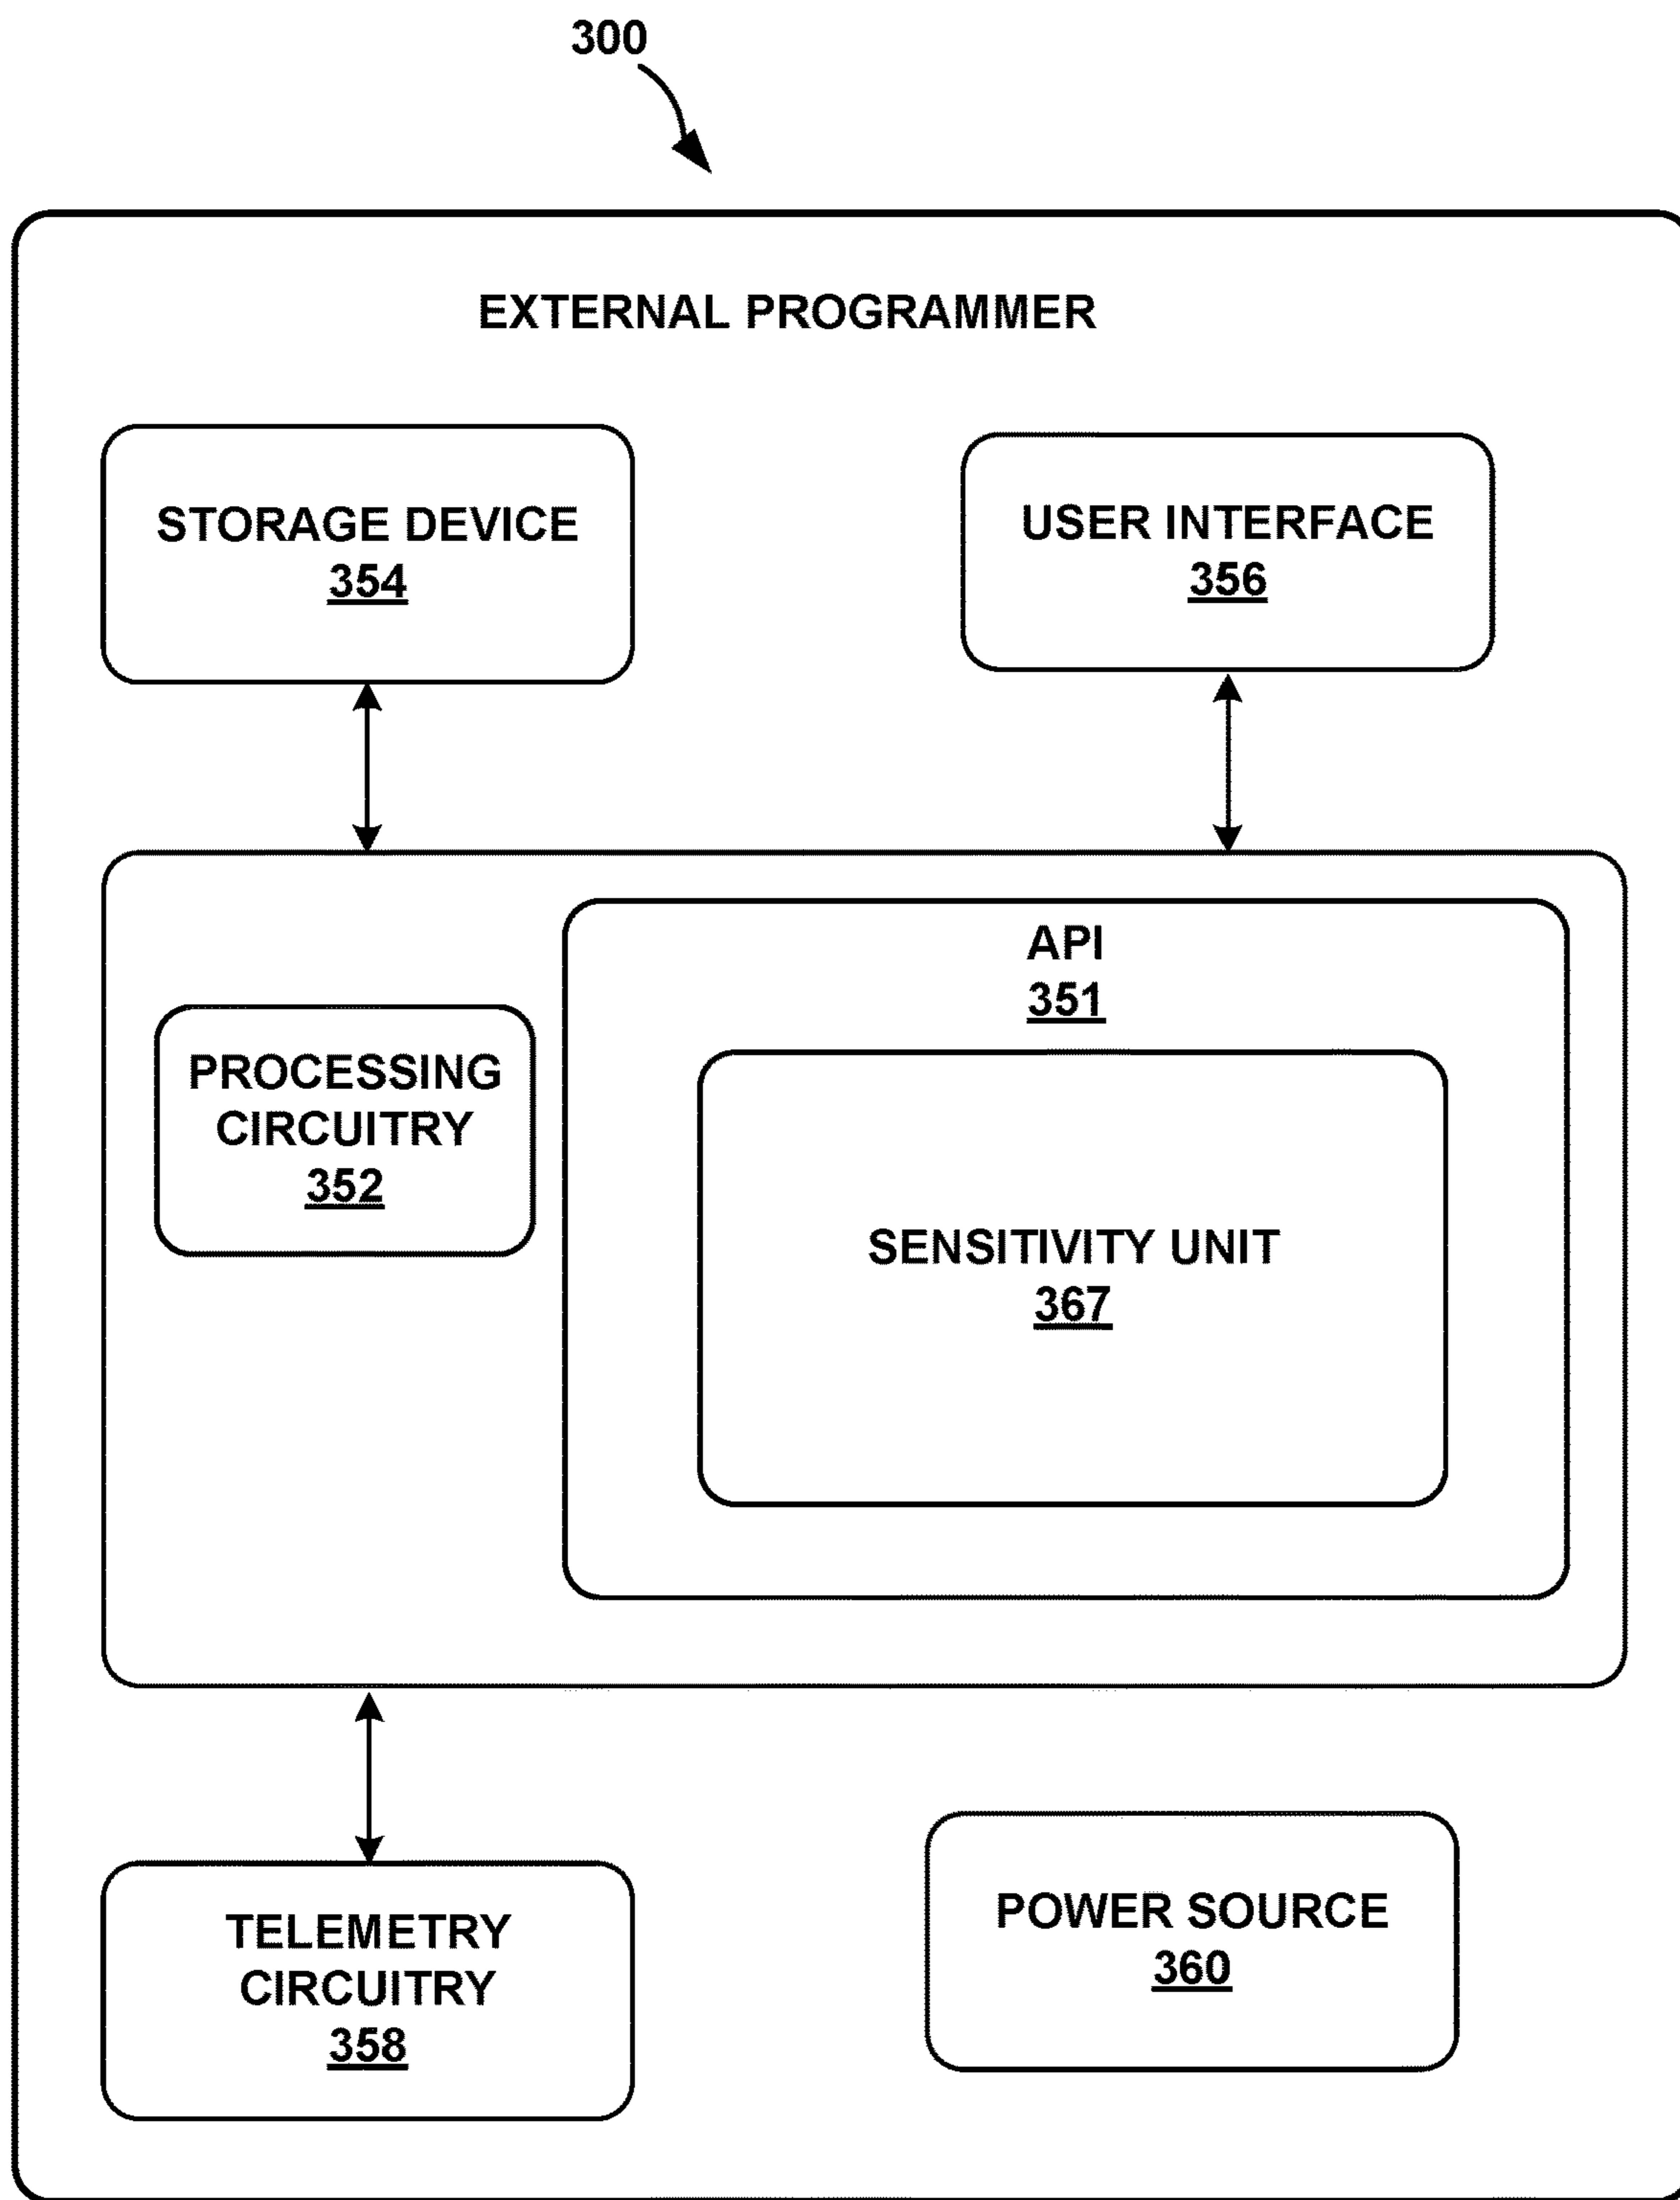 300
EXTERNAL PROGRAMMER
STORAGE DEVICE
354
USER INTERFACE
356
API
351
PROCESSING
CIRCUITRY
352
SENSITIVITY UNIT
367
TELEMETRY
CIRCUITRY
358
POWER SOURCE
360